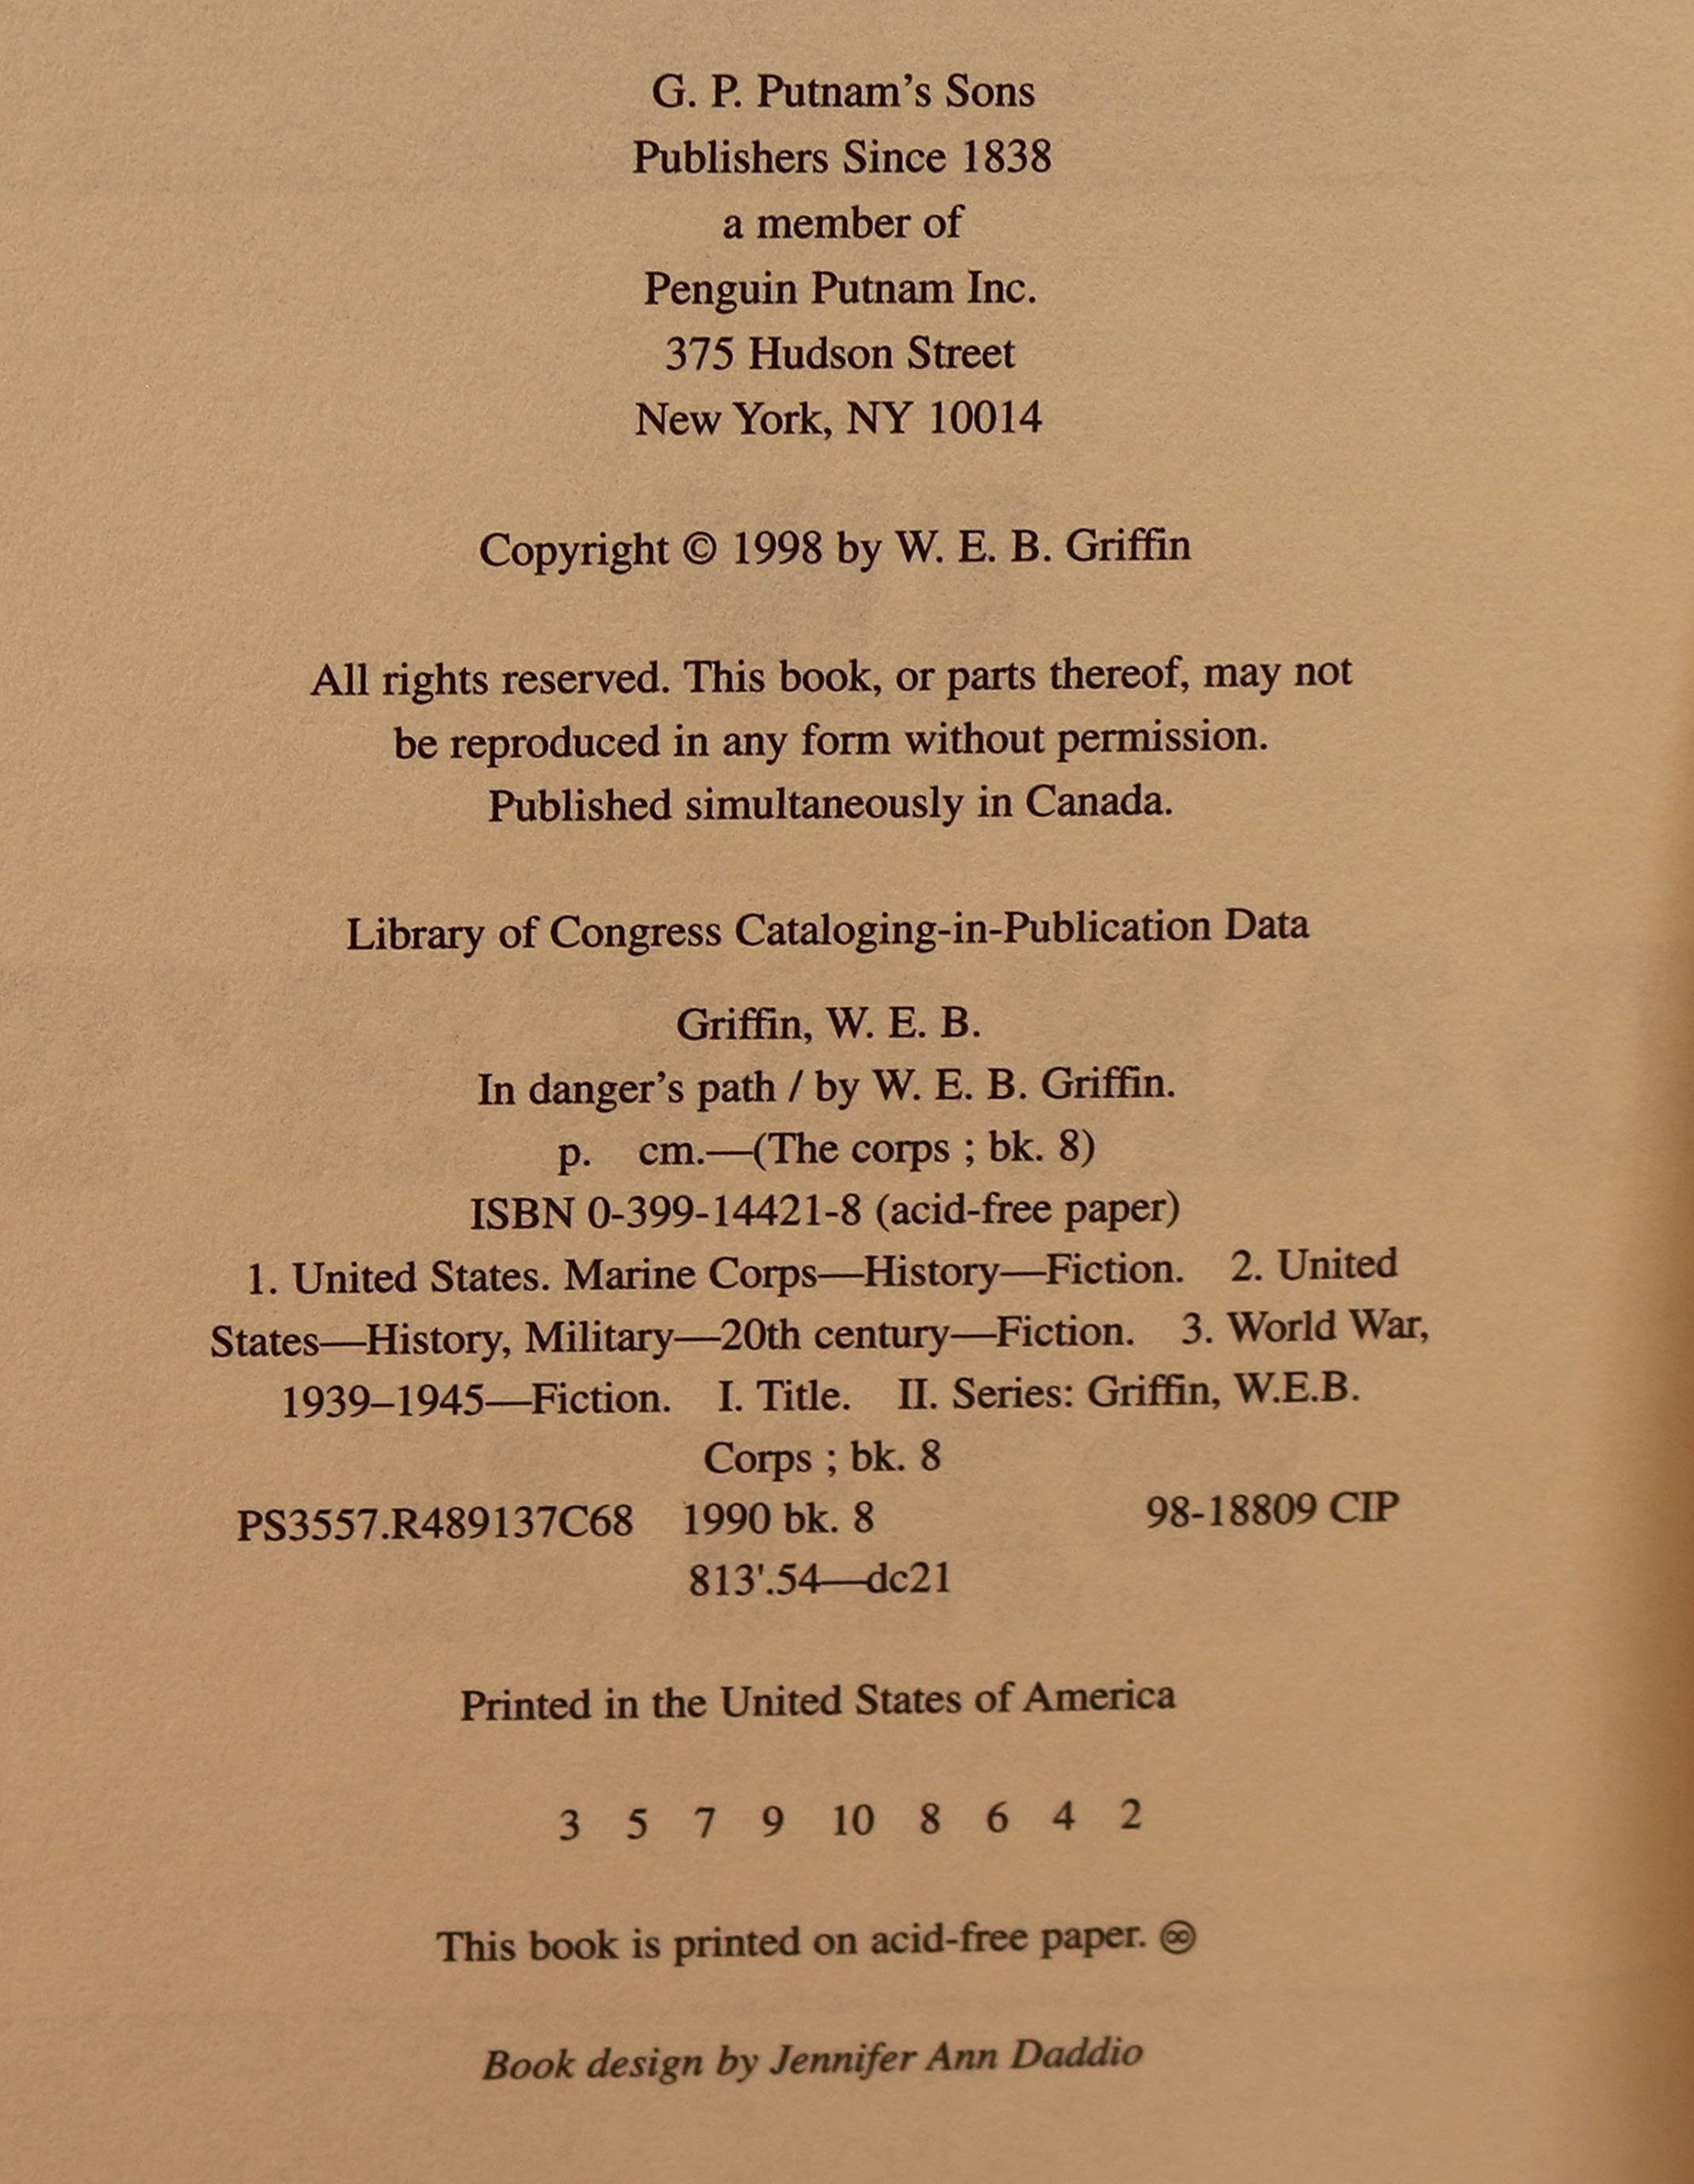 G. P. Putnam’s Sons
Publishers Since 1838
a member of
Penguin Putnam Inc.
375 Hudson Street
New York, NY 10014
Copyright © 1998 by W. E. B. Griffin
All rights reserved. This book, or parts thereof, may not
be reproduced in any form without permission.
Published simultaneously in Canada.
Library of Congress Cataloging-in-Publication Data
Griffin, W. E. B.
In danger’s path / by W. E. B. Griffin.
p. cm.—(The corps ; bk. 8)
ISBN 0-399-14421-8 (acid-free paper)
1. United States. Marine Corps—History—Fiction. 2. United
States—History, Military—20th century—Fiction. 3. World War,
1939–1945—Fiction. I. Title. II. Series: Griffin, W.E.B.
Corps ; bk. 8
PS3557.R489137C68 1990 bk. 8 98-18809 CIP
813'.54—dc21
Printed in the United States of America
3 5 7 9 10 8 6 4 2
This book is printed on acid-free paper. ♾
Book design by Jennifer Ann Daddio